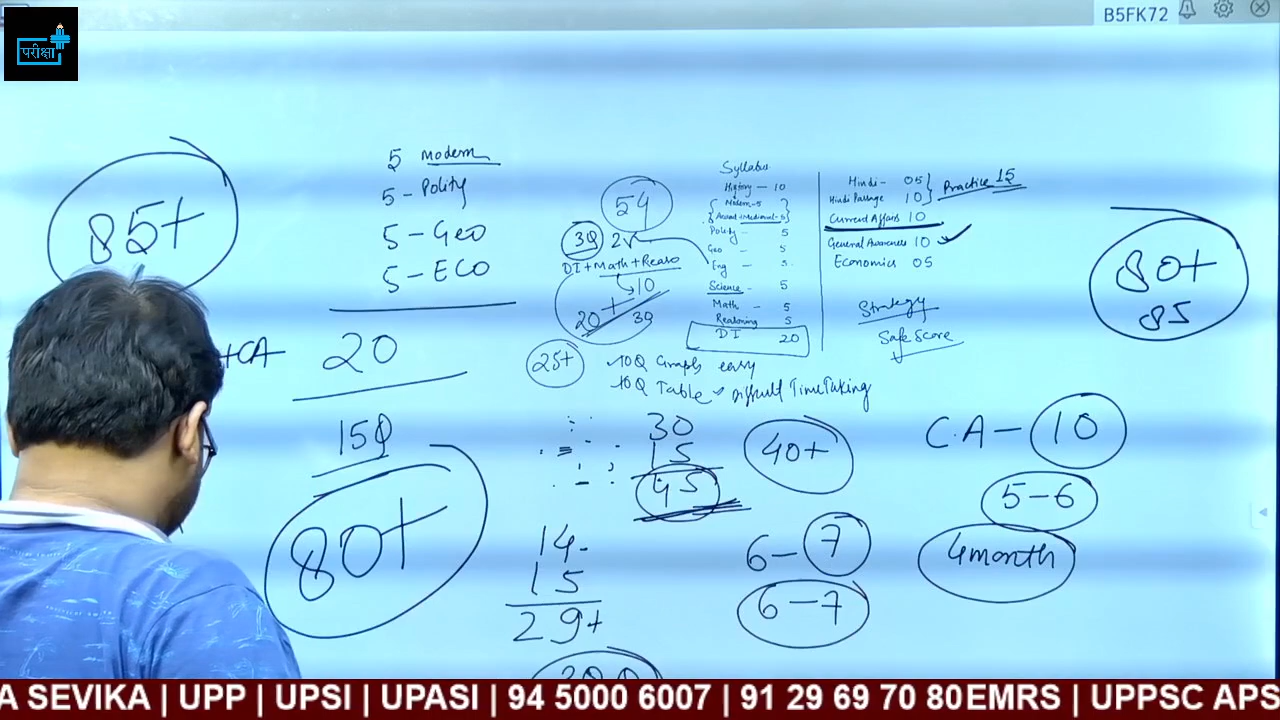 B5FK72
परीक्षा
85+
5 Modern
5 - Polity
5 - Geo
5 - ECO
+CA 20
15Q
80+
54
3Q 2
DI + Math + Reaso
10
20+ 39
25+
Syllabus
History - 10
Modern - 5
Medieval - 5
Polity - 5
Geo - 5
Eng - 5
Science - 5
Math - 5
Reasoning 5
DI 20
Hindi - 05
Hindi Passage 10
Practice 15
Current Affairs 10
General Awareness 10
Economics 05
Strategy
Safe Score
10Q Graph easy
10Q Table Difficult Time Taking
80+
85
30
15
45
40+
14
15
29+
6 - 7
6 - 7
C.A - 10
5 - 6
4 month
A SEVIKA | UPP | UPSI | UPASI | 94 5000 6007 | 91 29 69 70 80EMRS | UPPSC APS